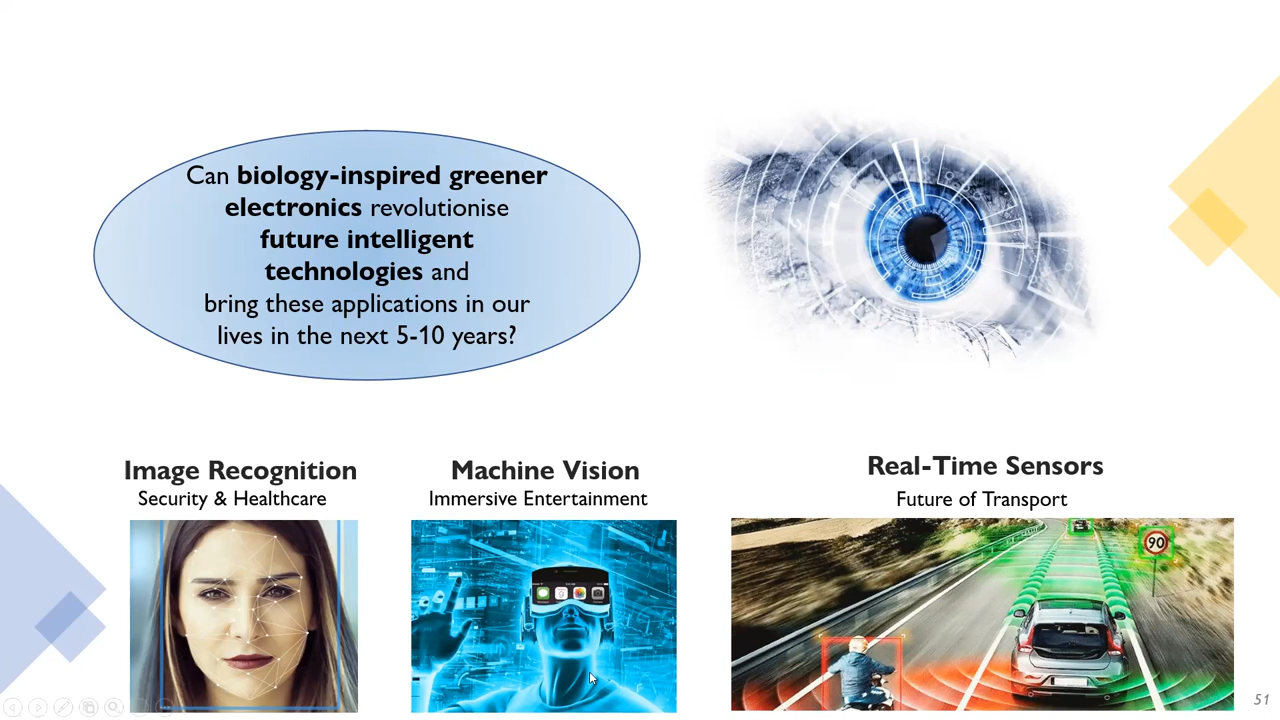 Can biology-inspired greener
electronics revolutionise
future intelligent
technologies and
bring these applications in our
lives in the next 5-10 years?
Image Recognition
Security & Healthcare
Machine Vision
Immersive Entertainment
Real-Time Sensors
Future of Transport
90
51